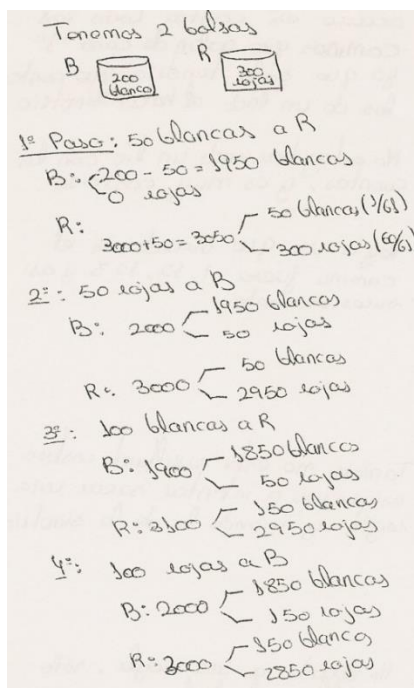 Tenemos 2 bolsas
B
200
blancas
R
300
rojas
1º Paso: 50 blancas a R
B: 200 - 50 = 1950 blancas
0 rojas
R:
3000+50 = 3050
50 blancas (1/61)
300 rojas (60/61)
2º: 50 rojas a B
B: 2000
1950 blancas
50 rojas
R: 3000
50 blancas
2950 rojas
3º: 100 blancas a R
B: 1900
1850 blancas
50 rojas
R: 3100
150 blancas
2950 rojas
4º: 100 rojas a B
B: 2000
1850 blancas
150 rojas
R: 3000
150 blancas
2850 rojas